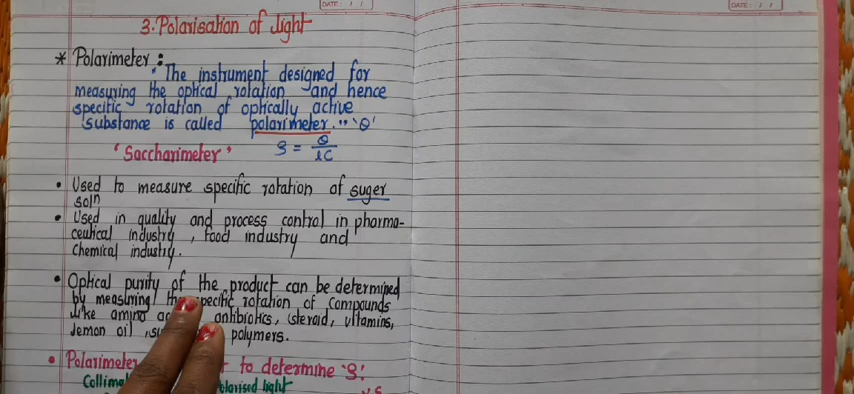 DATE: / /
DATE: / /
3. Polarisation of light
* Polarimeter :
" The instrument designed for
measuring the optical rotation and hence
specific rotation of optically active
substance is called polarimeter. " 'θ'
'Saccharimeter' S = θ / lC
• Used to measure specific rotation of suger
soln
• Used in quality and process control in pharma-
ceutical industry , Food industry and
Chemical industry.
• Optical purity of the product can be determined
by measuring the specific rotation of Compounds
like amino antibiotics, steroid, vitamins,
lemon oil , polymers.
• Polarimeter to determine 'S'
light